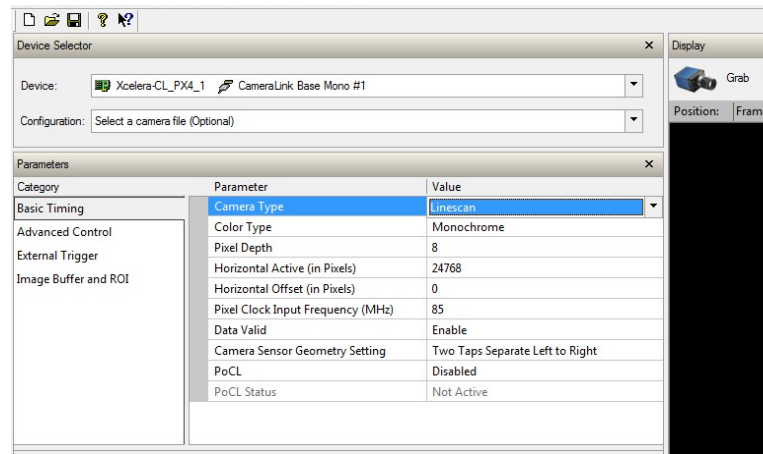 Device Selector
Display
Device: Xcelera-CL_PX4_1 CameraLink Base Mono #1
Grab
Configuration: Select a camera file (Optional)
Position: Fram
Parameters
Category Parameter Value
Basic Timing Camera Type Linescan
Advanced Control Color Type Monochrome
External Trigger Pixel Depth 8
Image Buffer and ROI Horizontal Active (in Pixels) 24768
Horizontal Offset (in Pixels) 0
Pixel Clock Input Frequency (MHz) 85
Data Valid Enable
Camera Sensor Geometry Setting Two Taps Separate Left to Right
PoCL Disabled
PoCL Status Not Active